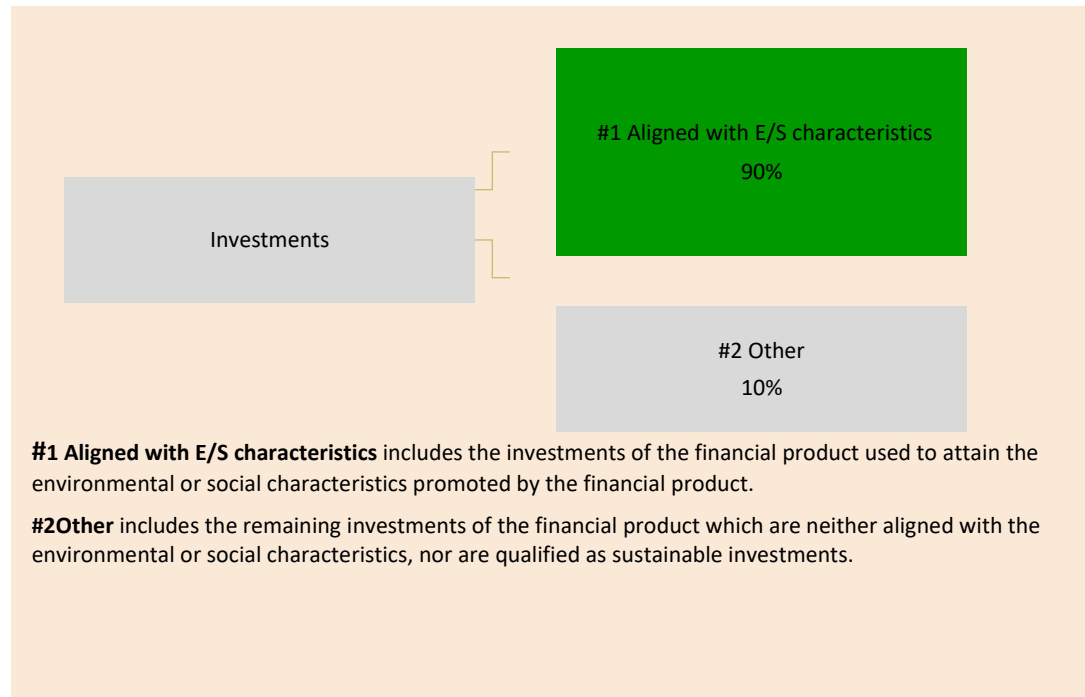 #1 Aligned with E/S characteristics
90%
Investments
#2 Other
10%
#1 Aligned with E/S characteristics includes the investments of the financial product used to attain the
environmental or social characteristics promoted by the financial product.
#2Other includes the remaining investments of the financial product which are neither aligned with the
environmental or social characteristics, nor are qualified as sustainable investments.